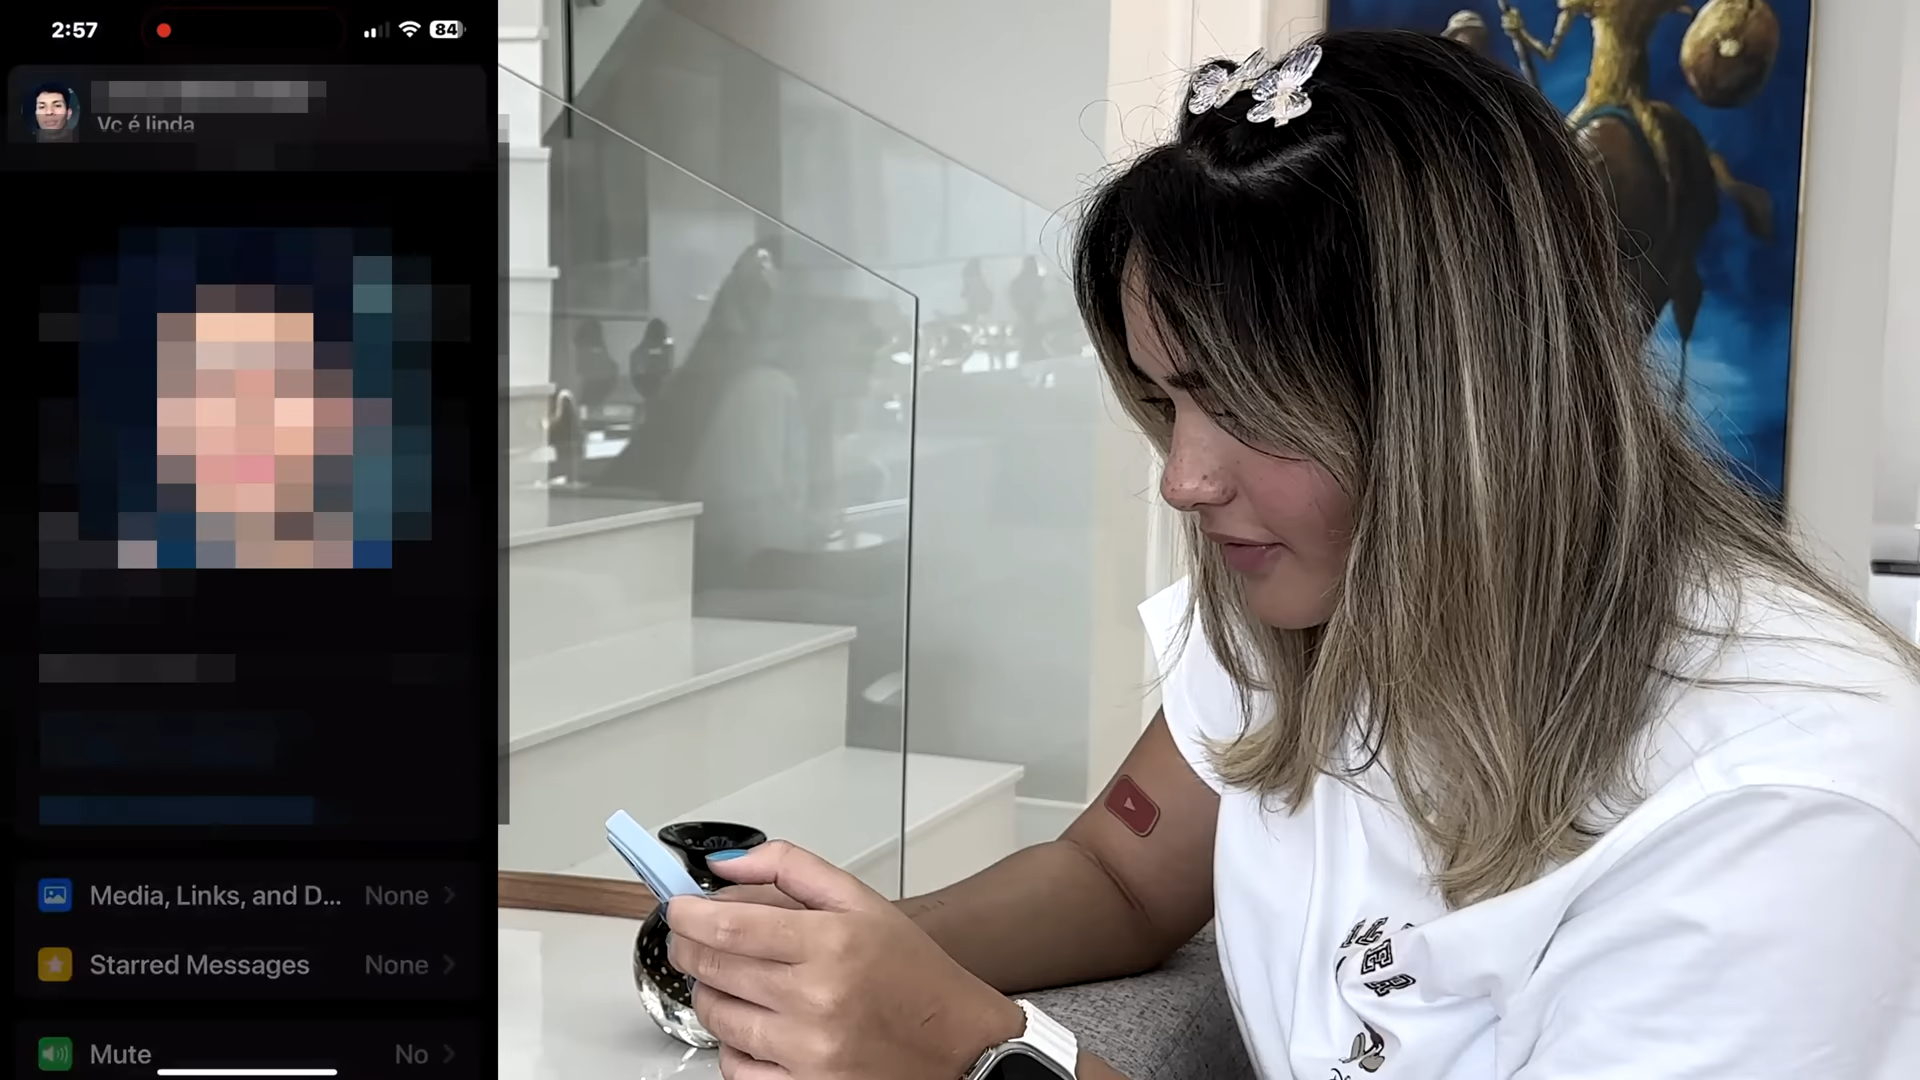 2:57
84
Vc é linda
Media, Links, and D... None
Starred Messages None
Mute No